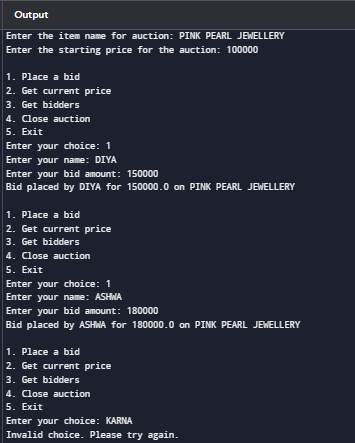 Output
Enter the item name for auction: PINK PEARL JEWELLERY
Enter the starting price for the auction: 100000
1. Place a bid
2. Get current price
3. Get bidders
4. Close auction
5. Exit
Enter your choice: 1
Enter your name: DIYA
Enter your bid amount: 150000
Bid placed by DIYA for 150000.0 on PINK PEARL JEWELLERY
1. Place a bid
2. Get current price
3. Get bidders
4. Close auction
5. Exit
Enter your choice: 1
Enter your name: ASHWA
Enter your bid amount: 180000
Bid placed by ASHWA for 180000.0 on PINK PEARL JEWELLERY
1. Place a bid
2. Get current price
3. Get bidders
4. Close auction
5. Exit
Enter your choice: KARNA
Invalid choice. Please try again.